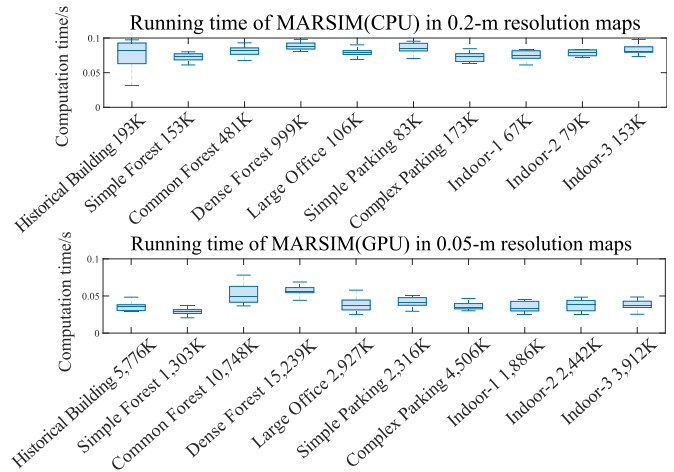 Running time of MARSIM(CPU) in 0.2-m resolution maps
Computation time/s
0.1
0.05
0
Historical Building 193K
Simple Forest 153K
Common Forest 481K
Dense Forest 999K
Large Office 106K
Simple Parking 83K
Complex Parking 173K
Indoor-1 67K
Indoor-2 79K
Indoor-3 153K
Running time of MARSIM(GPU) in 0.05-m resolution maps
Computation time/s
0.1
0.05
0
Historical Building 5,776K
Simple Forest 1,303K
Common Forest 10,748K
Dense Forest 15,239K
Large Office 2,927K
Simple Parking 2,316K
Complex Parking 4,506K
Indoor-1 1,886K
Indoor-2 2,442K
Indoor-3 3,912K